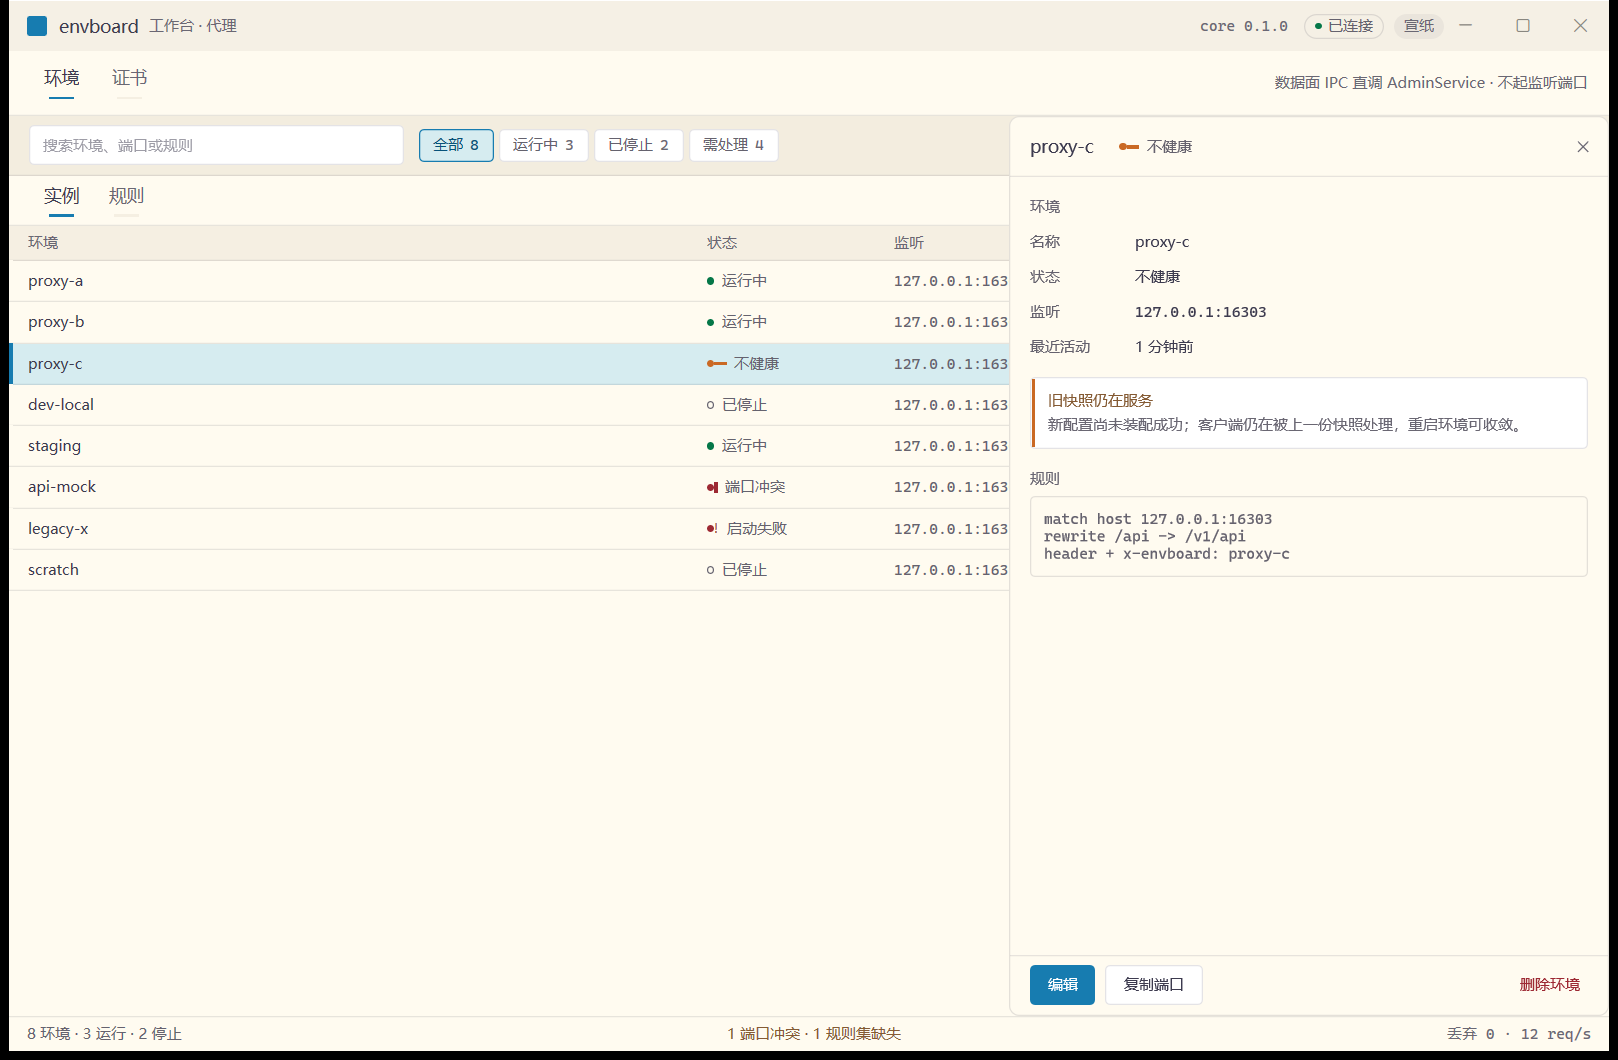 envboard 工作台 · 代理
core 0.1.0 已连接 宣纸
环境 证书
数据面 IPC 直调 AdminService · 不起监听端口
搜索环境、端口或规则
全部 8 运行中 3 已停止 2 需处理 4
实例 规则
环境 状态 监听
proxy-a 运行中 127.0.0.1:163
proxy-b 运行中 127.0.0.1:163
proxy-c 不健康 127.0.0.1:163
dev-local 已停止 127.0.0.1:163
staging 运行中 127.0.0.1:163
api-mock 端口冲突 127.0.0.1:163
legacy-x ! 启动失败 127.0.0.1:163
scratch 已停止 127.0.0.1:163
proxy-c 不健康
环境
名称 proxy-c
状态 不健康
监听 127.0.0.1:16303
最近活动 1 分钟前
旧快照仍在服务
新配置尚未装配成功；客户端仍在被上一份快照处理，重启环境可收敛。
规则
match host 127.0.0.1:16303
rewrite /api -> /v1/api
header + x-envboard: proxy-c
编辑 复制端口 删除环境
8 环境 · 3 运行 · 2 停止
1 端口冲突 · 1 规则集缺失
丢弃 0 · 12 req/s